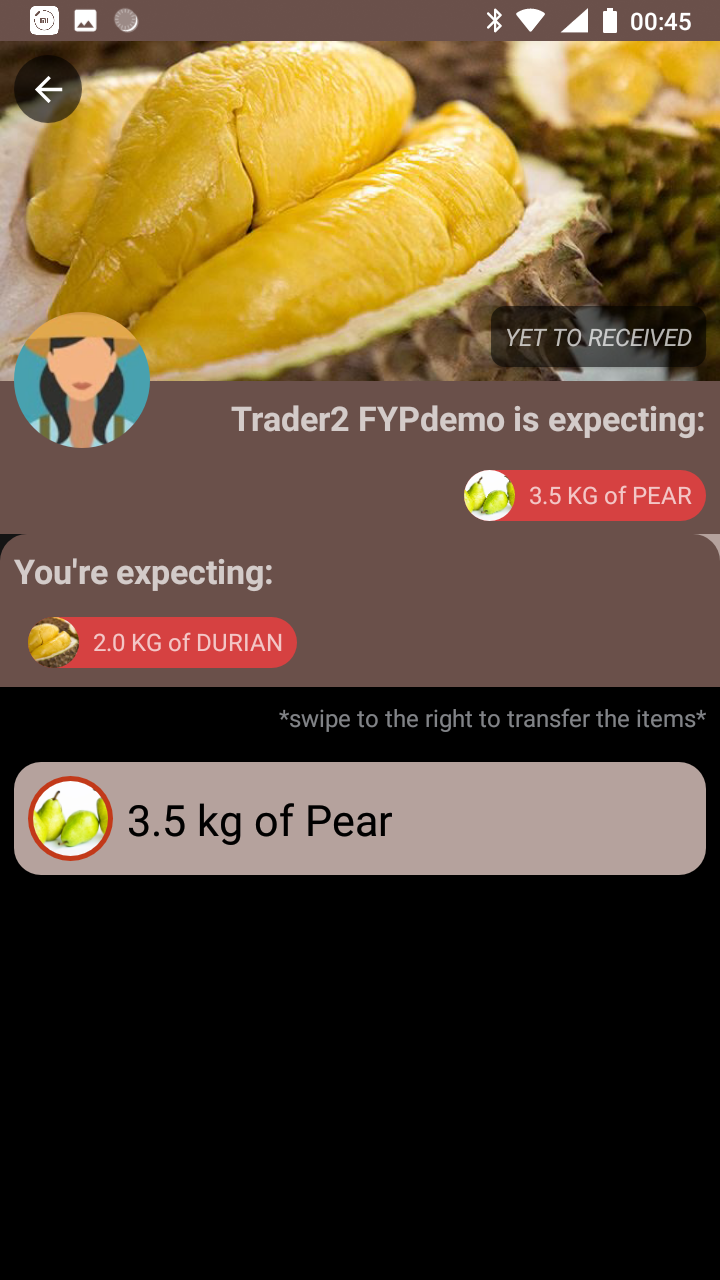 00:45
YET TO RECEIVED
Trader2 FYPdemo is expecting:
3.5 KG of PEAR
You're expecting:
2.0 KG of DURIAN
*swipe to the right to transfer the items*
3.5 kg of Pear